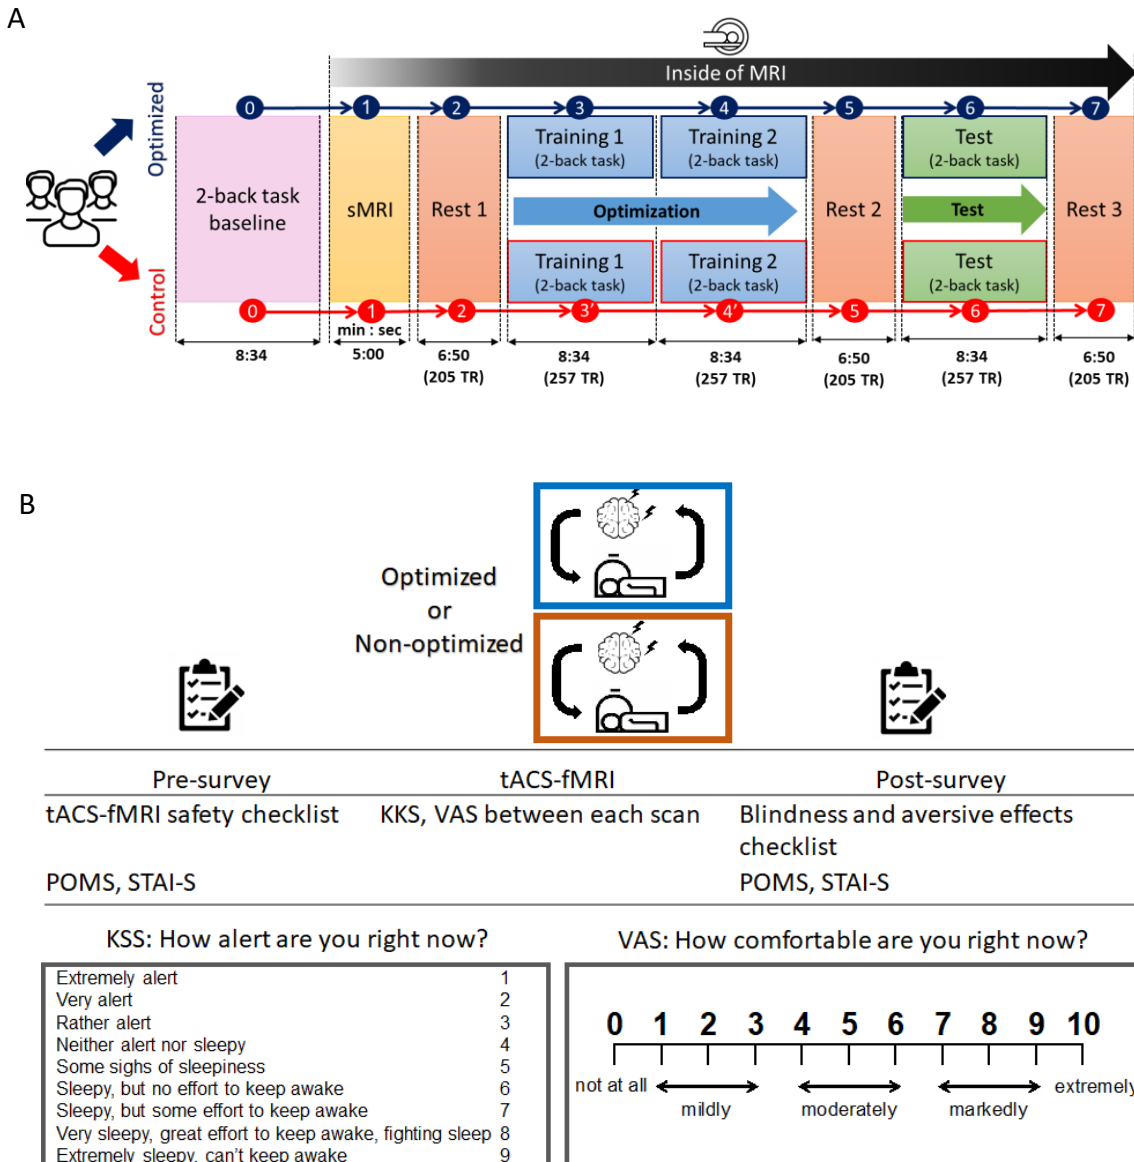 A
Inside of MRI
Optimized
0 1 2 3 4 5 6 7
2-back task
baseline
sMRI
Rest 1
Training 1
(2-back task)
Training 2
(2-back task)
Optimization
Training 1
(2-back task)
Training 2
(2-back task)
Rest 2
Test
(2-back task)
Test
Test
(2-back task)
Rest 3
Control
0 1 2 3' 4' 5 6 7
min : sec
8:34
5:00
6:50
(205 TR)
8:34
(257 TR)
8:34
(257 TR)
6:50
(205 TR)
8:34
(257 TR)
6:50
(205 TR)
B
Optimized
or
Non-optimized
Pre-survey tACS-fMRI Post-survey
tACS-fMRI safety checklist KKS, VAS between each scan Blindness and aversive effects
checklist
POMS, STAI-S POMS, STAI-S
KSS: How alert are you right now?
Extremely alert 1
Very alert 2
Rather alert 3
Neither alert nor sleepy 4
Some sighs of sleepiness 5
Sleepy, but no effort to keep awake 6
Sleepy, but some effort to keep awake 7
Very sleepy, great effort to keep awake, fighting sleep 8
Extremely sleepy, can't keep awake 9
VAS: How comfortable are you right now?
0 1 2 3 4 5 6 7 8 9 10
not at all extremely
mildly moderately markedly